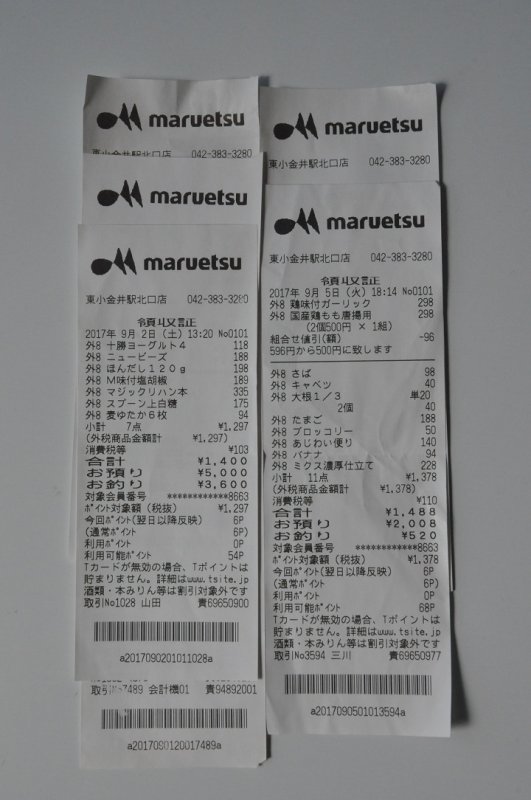 maruetsu
東小金井駅北口店 042-383-3280
maruetsu
maruetsu
東小金井駅北口店 042-383-3280
領収証
2017年 9月 2日(土) 13:20 No0101
外8 十勝ヨーグルト4 118
外8 ニュービーズ 188
外8 ほんだし120g 198
外8 M味付塩胡椒 189
外8 マジックリン本 335
外8 スプーン上白糖 175
外8 麦ゆたか6枚 94
小計 7点 ¥1,297
(外税商品金額計 ¥1,297)
消費税等 ¥103
合計 ¥1,400
お預り ¥5,000
お釣り ¥3,600
対象会員番号 ************8663
ポイント対象額(税抜) ¥1,297
今回ポイント(翌日以降反映) 6P
(通常ポイント 6P)
利用ポイント 0P
利用可能ポイント 54P
Tカードが無効の場合、Tポイントは
貯まりません。詳細はwww.tsite.jp
酒類・本みりん等は割引対象外です
取引No1028 山田 責69650900
a2017090201011028a
取引No7489 会計機01 責94892001
a2017090120017489a
maruetsu
東小金井駅北口店 042-383-3280
maruetsu
東小金井駅北口店 042-383-3280
領収証
2017年 9月 5日(火) 18:14 No0101
外8 鶏味付ガーリック 298
外8 国産鶏もも唐揚用 298
(2個500円 × 1組)
組合せ値引(額) -96
596円から500円に致します
外8 さば 98
外8 キャベツ 40
外8 大根1/3 単20
2個 40
外8 たまご 188
外8 ブロッコリー 50
外8 あじわい便り 140
外8 バナナ 94
外8 ミクス濃厚仕立て 228
小計 11点 ¥1,378
(外税商品金額計 ¥1,378)
消費税等 ¥110
合計 ¥1,488
お預り ¥2,008
お釣り ¥520
対象会員番号 ************8663
ポイント対象額(税抜) ¥1,378
今回ポイント(翌日以降反映) 6P
(通常ポイント 6P)
利用ポイント 0P
利用可能ポイント 68P
Tカードが無効の場合、Tポイントは
貯まりません。詳細はwww.tsite.jp
酒類・本みりん等は割引対象外です
取引No3594 三川 責69650977
a2017090501013594a